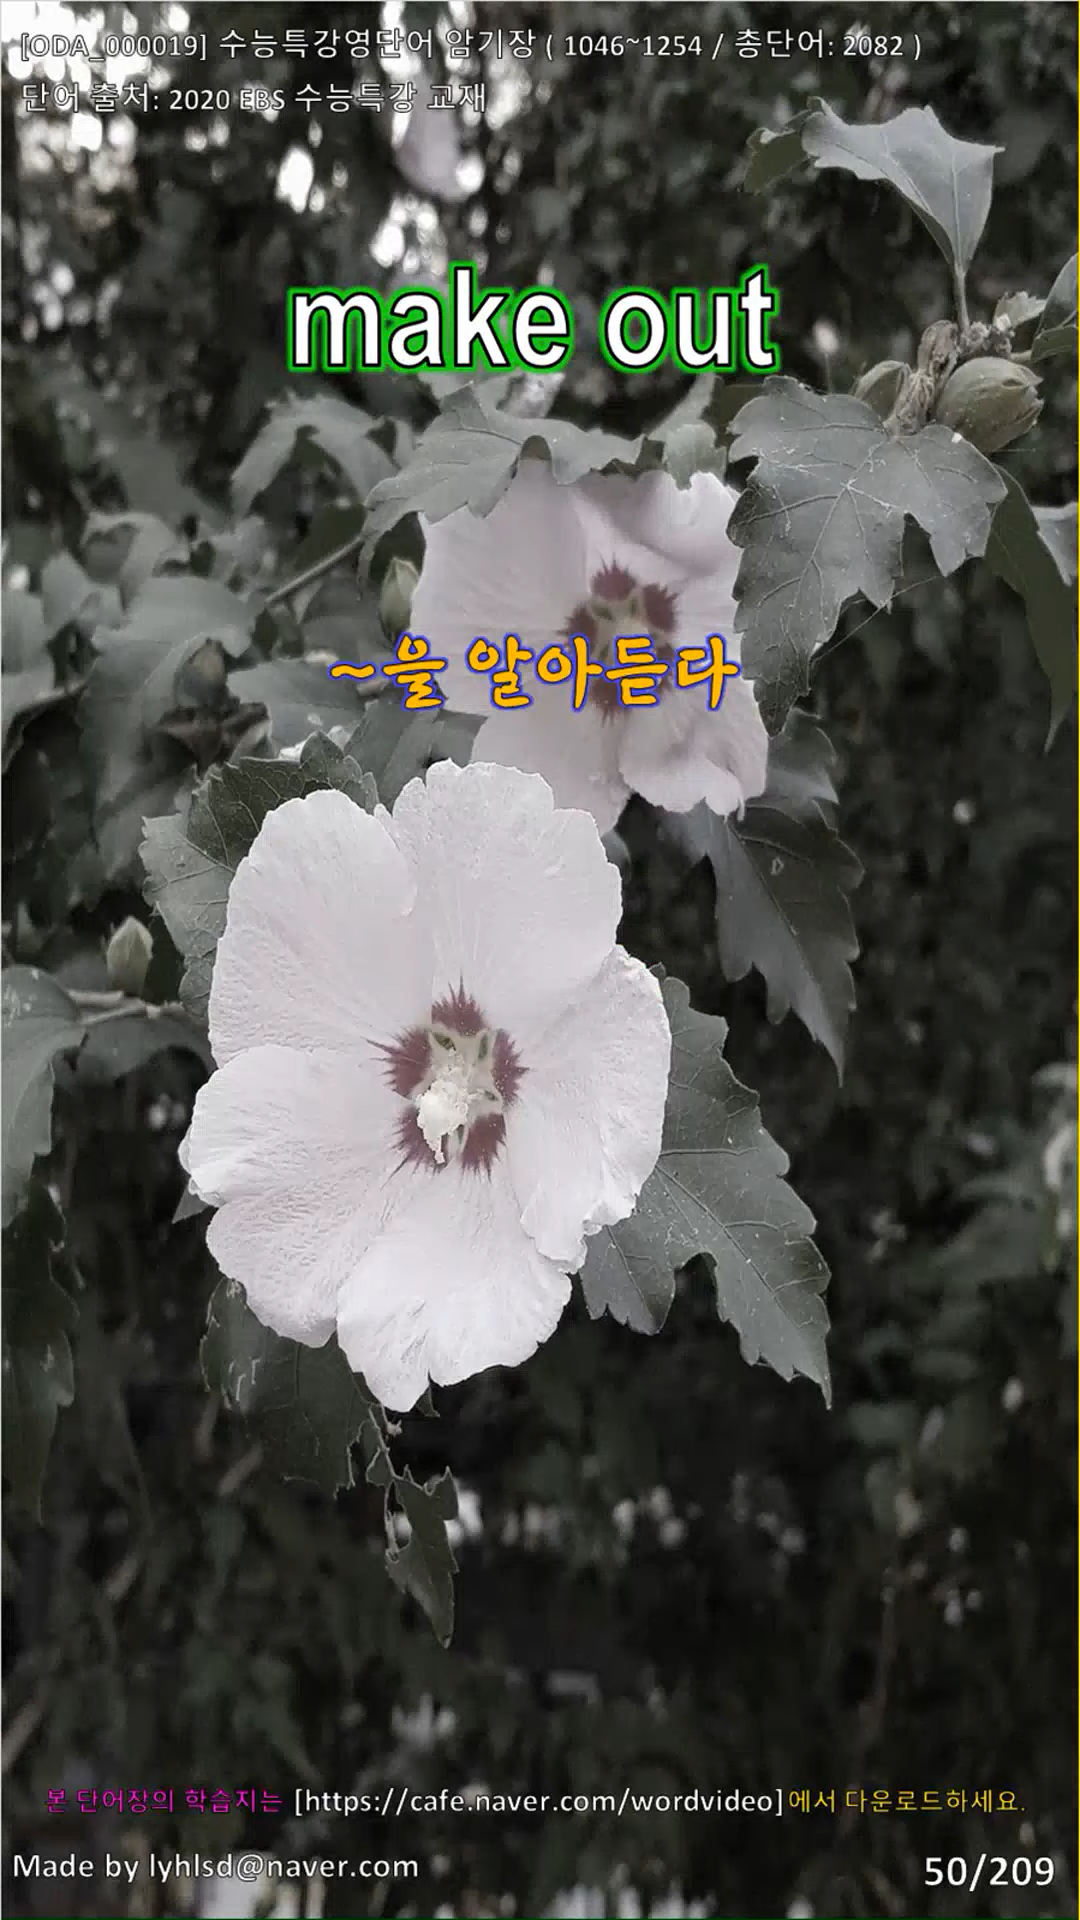 [ODA_000019] 수능특강영단어 암기장 ( 1046~1254 / 총단어: 2082 )
단어 출처: 2020 EBS 수능특강 교재
make out
~을 알아듣다
본 단어장의 학습지는 [https://cafe.naver.com/wordvideo]에서 다운로드하세요.
Made by lyhlsd@naver.com
50/209